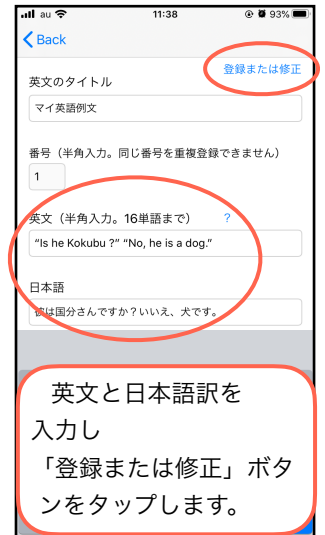 au 11:38 93%
Back
登録または修正
英文のタイトル
マイ英語例文
番号（半角入力。同じ番号を重複登録できません）
1
英文（半角入力。16単語まで） ?
“Is he Kokubu ?” “No, he is a dog.”
日本語
彼は国分さんですか？いいえ、犬です。
英文と日本語訳を
入力し
「登録または修正」ボタ
ンをタップします。